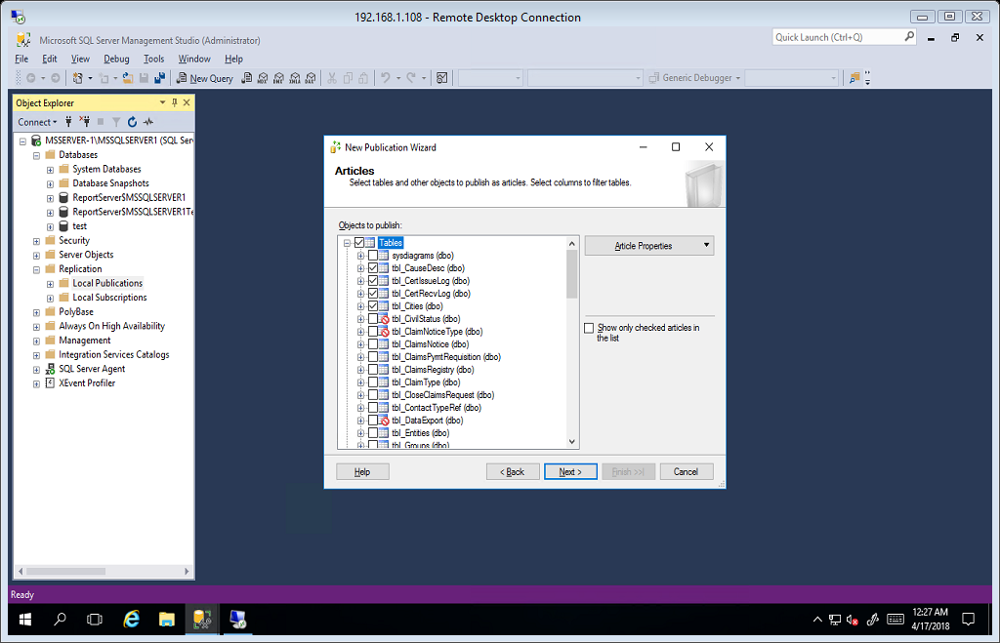 192.168.1.108 - Remote Desktop Connection
Microsoft SQL Server Management Studio (Administrator)
Quick Launch (Ctrl+Q)
File Edit View Debug Tools Window Help
New Query
Generic Debugger
Object Explorer
Connect
MSSERVER-1\MSSQLSERVER1 (SQL Ser
Databases
System Databases
Database Snapshots
ReportServer$MSSQLSERVER1
ReportServer$MSSQLSERVER1Te
test
Security
Server Objects
Replication
Local Publications
Local Subscriptions
PolyBase
Always On High Availability
Management
Integration Services Catalogs
SQL Server Agent
XEvent Profiler
New Publication Wizard
Articles
Select tables and other objects to publish as articles. Select columns to filter tables.
Objects to publish:
Tables
sysdiagrams (dbo)
tbl_CauseDesc (dbo)
tbl_CertIssueLog (dbo)
tbl_CertRecvLog (dbo)
tbl_Cities (dbo)
tbl_CivilStatus (dbo)
tbl_ClaimNoticeType (dbo)
tbl_ClaimsNotice (dbo)
tbl_ClaimsPymtRequisition (dbo)
tbl_ClaimsRegistry (dbo)
tbl_ClaimType (dbo)
tbl_CloseClaimsRequest (dbo)
tbl_ContactTypeRef (dbo)
tbl_DataExport (dbo)
tbl_Entities (dbo)
tbl_Groups (dbo)
Article Properties
Show only checked articles in
the list
Help
< Back
Next >
Finish >>|
Cancel
Ready
12:27 AM
4/17/2018